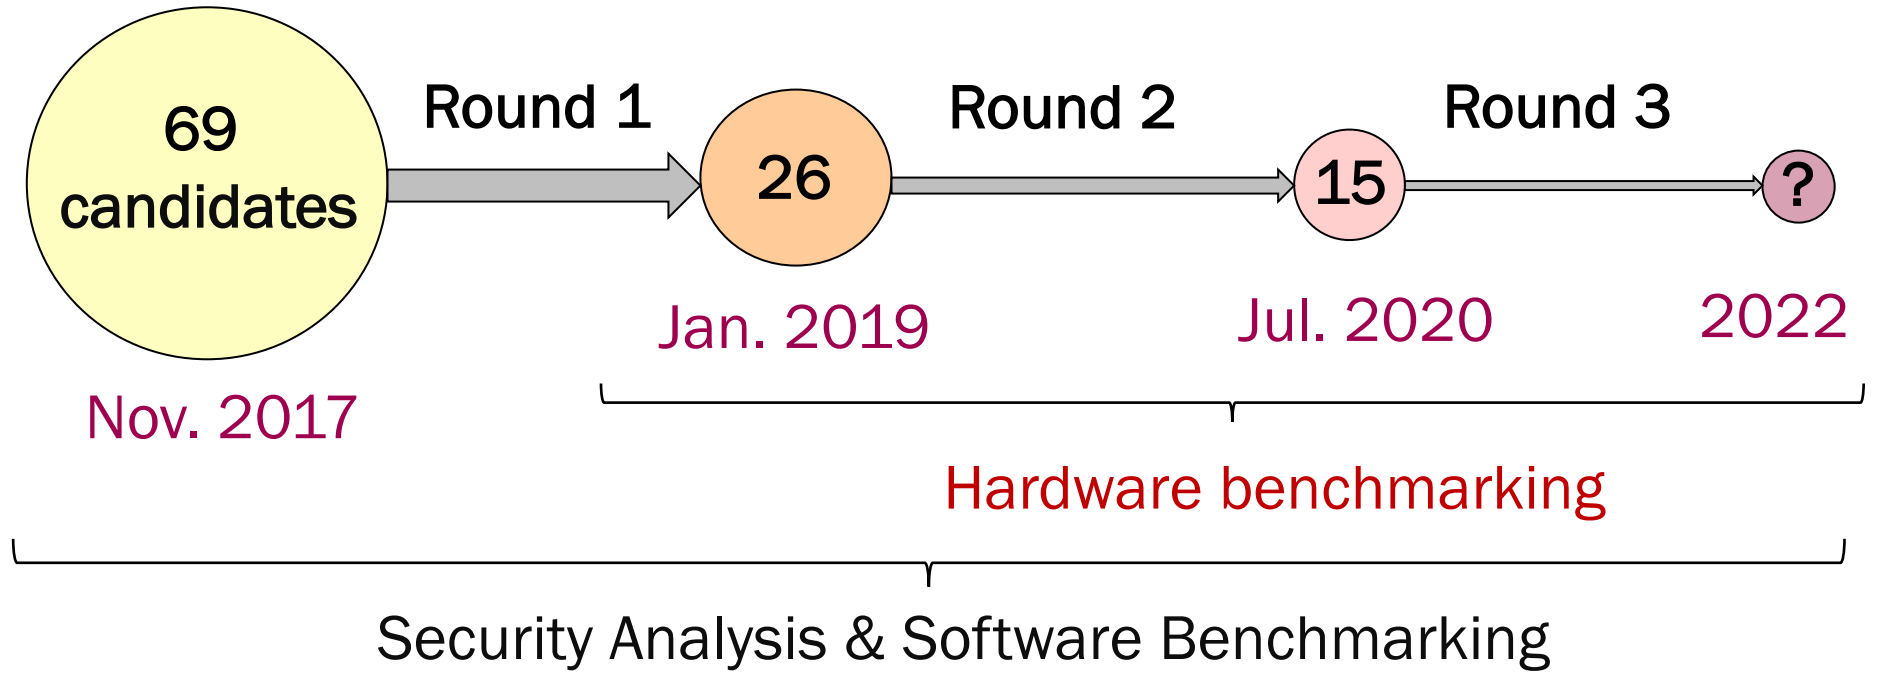 69
candidates
Round 1
26
Round 2
15
Round 3
?
Nov. 2017
Jan. 2019
Jul. 2020
2022
Hardware benchmarking
Security Analysis & Software Benchmarking